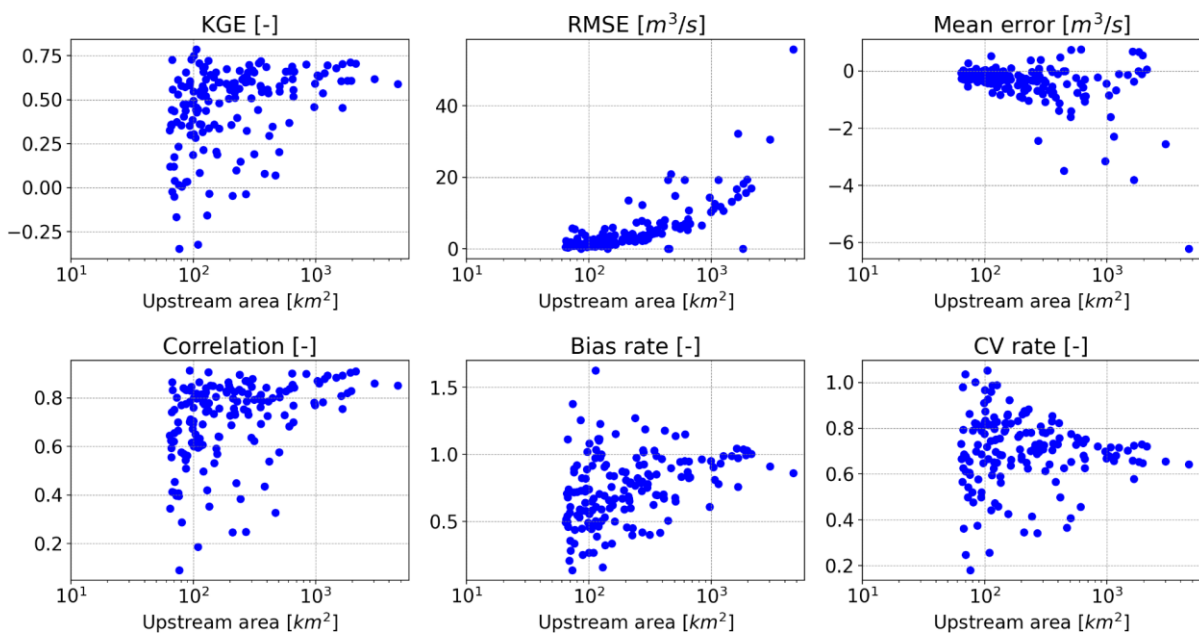 KGE [-]
0.75
0.50
0.25
0.00
−0.25
10¹ 10² 10³
Upstream area [km²]
RMSE [m³/s]
40
20
0
10¹ 10² 10³
Upstream area [km²]
Mean error [m³/s]
0
−2
−4
−6
10¹ 10² 10³
Upstream area [km²]
Correlation [-]
0.8
0.6
0.4
0.2
10¹ 10² 10³
Upstream area [km²]
Bias rate [-]
1.5
1.0
0.5
10¹ 10² 10³
Upstream area [km²]
CV rate [-]
1.0
0.8
0.6
0.4
0.2
10¹ 10² 10³
Upstream area [km²]